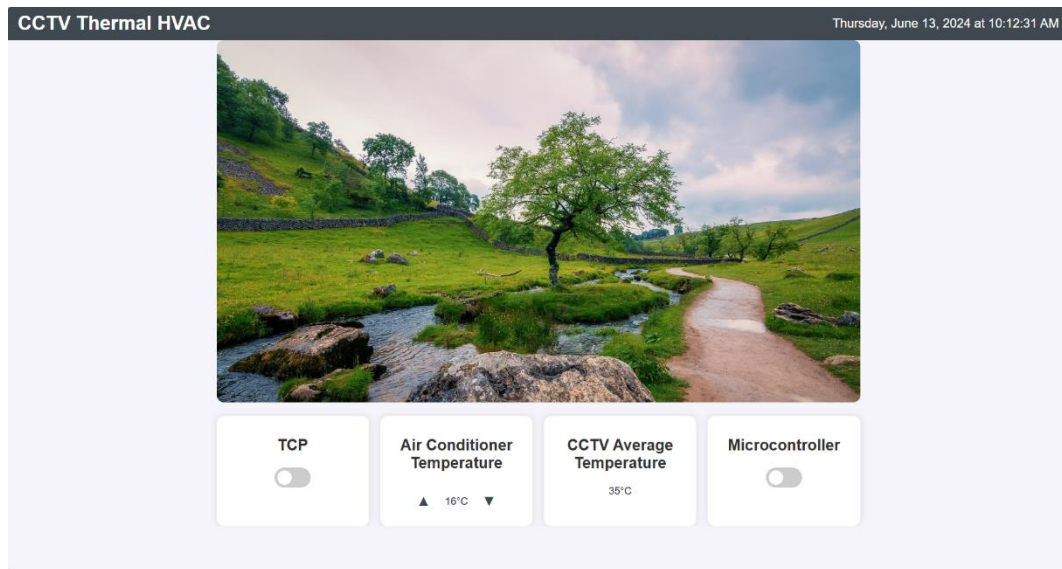 CCTV Thermal HVAC
Thursday, June 13, 2024 at 10:12:31 AM
TCP
Air Conditioner
Temperature
▲ 16°C ▼
CCTV Average
Temperature
35°C
Microcontroller